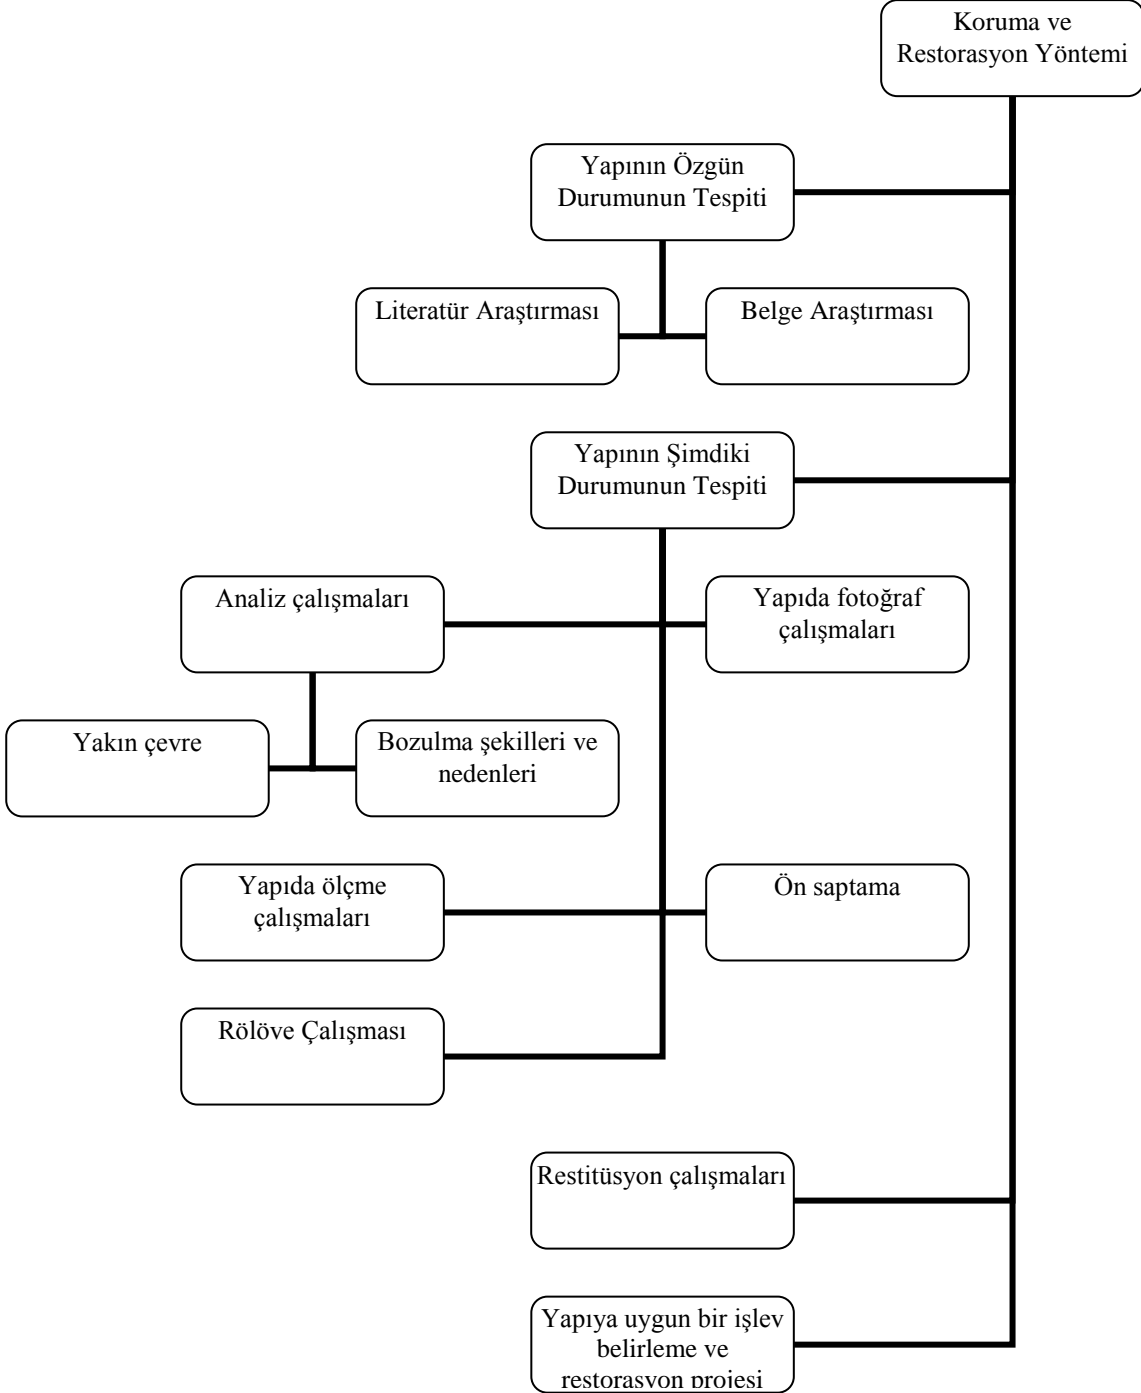 Koruma ve
Restorasyon Yöntemi
Yapının Özgün
Durumunun Tespiti
Literatür Araştırması
Belge Araştırması
Yapının Şimdiki
Durumunun Tespiti
Analiz çalışmaları
Yapıda fotoğraf
çalışmaları
Yakın çevre
Bozulma şekilleri ve
nedenleri
Yapıda ölçme
çalışmaları
Ön saptama
Rölöve Çalışması
Restitüsyon çalışmaları
Yapıya uygun bir işlev
belirleme ve
restorasyon projesi